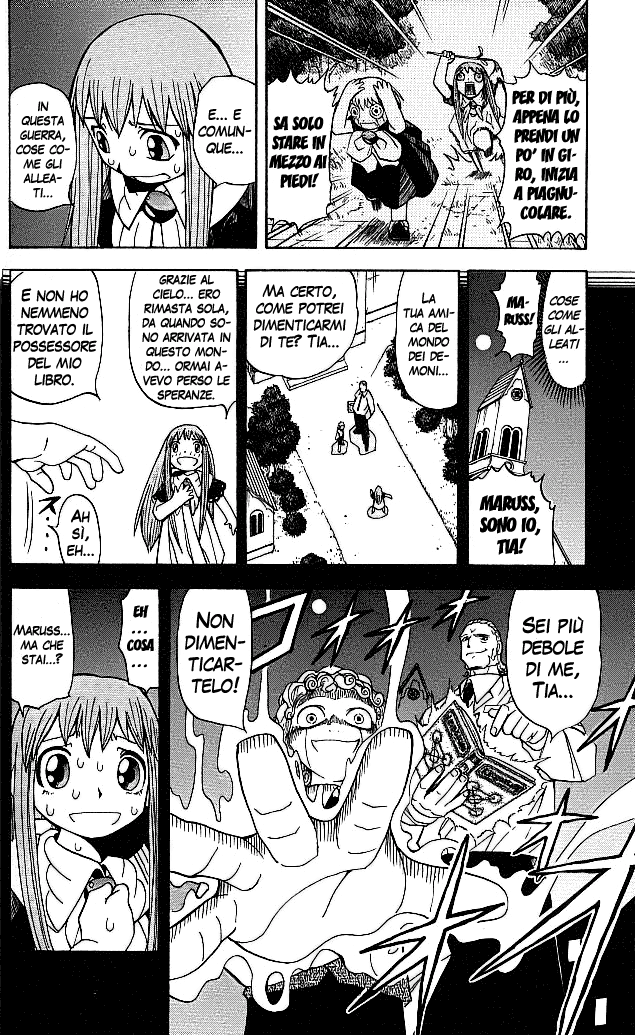 PER DI PIÙ,
APPENA LO
PRENDI UN
PO' IN GI-
RO, INIZIA
A PIAGNU-
COLARE.
SA SOLO
STARE IN
MEZZO AI
PIEDI!
E... E
COMUN-
QUE...
IN
QUESTA
GUERRA,
COSE CO-
ME GLI
ALLEA-
TI...
COSE
COME
GLI AL-
LEATI
...
MA-
RUSS!
MARUSS,
SONO IO,
TIA!
LA
TUA AMI-
CA DEL
MONDO
DEI DE-
MONI...
MA CERTO,
COME POTREI
DIMENTICARMI
DI TE? TIA...
GRAZIE AL
CIELO... ERO
RIMASTA SOLA,
DA QUANDO SO-
NO ARRIVATA IN
QUESTO MON-
DO... ORMAI A-
VEVO PERSO LE
SPERANZE.
E NON HO
NEMMENO
TROVATO IL
POSSESSORE
DEL MIO
LIBRO.
AH
SÌ,
EH...
ス...
SEI PIÙ
DEBOLE
DI ME,
TIA...
NON
DIMEN-
TICAR-
TELO!
EH
...
COSA
...
MARUSS...
MA CHE
STAI...?